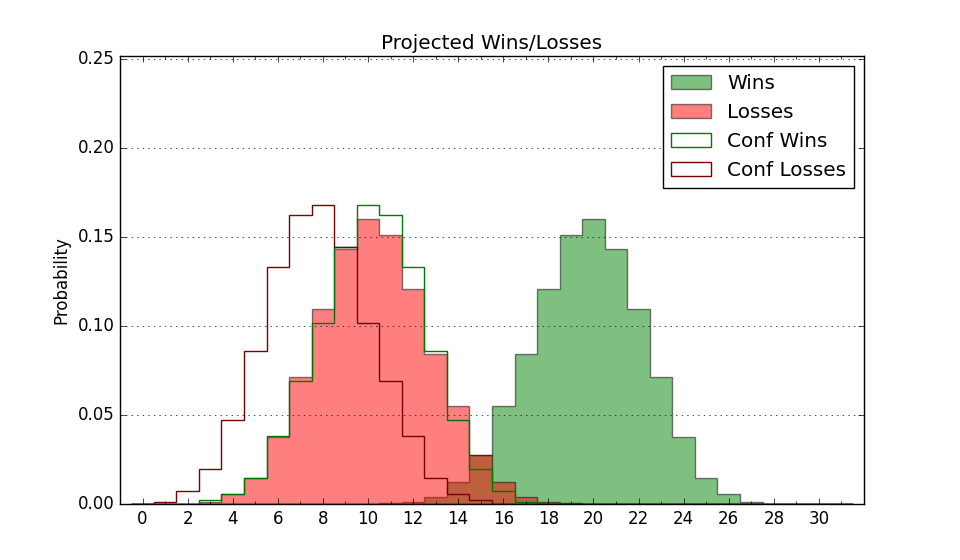 Projected Wins/Losses
Probability
0.25
0.20
0.15
0.10
0.05
0.00
0 2 4 6 8 10 12 14 16 18 20 22 24 26 28 30
Wins
Losses
Conf Wins
Conf Losses